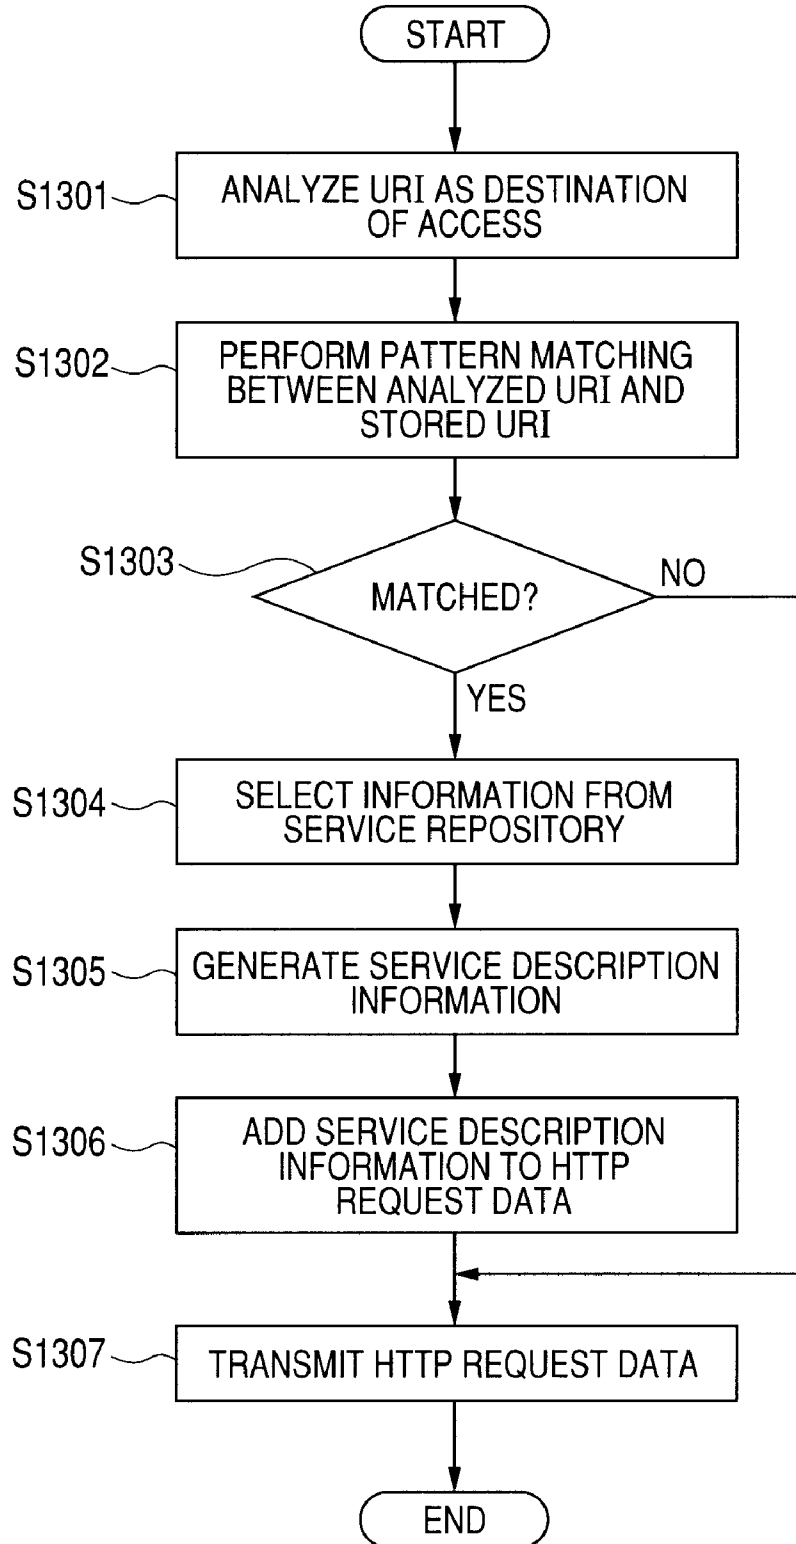 START
S1301
ANALYZE URI AS DESTINATION
OF ACCESS
S1302
PERFORM PATTERN MATCHING
BETWEEN ANALYZED URI AND
STORED URI
S1303
MATCHED?
NO
YES
S1304
SELECT INFORMATION FROM
SERVICE REPOSITORY
S1305
GENERATE SERVICE DESCRIPTION
INFORMATION
S1306
ADD SERVICE DESCRIPTION
INFORMATION TO HTTP
REQUEST DATA
S1307
TRANSMIT HTTP REQUEST DATA
END